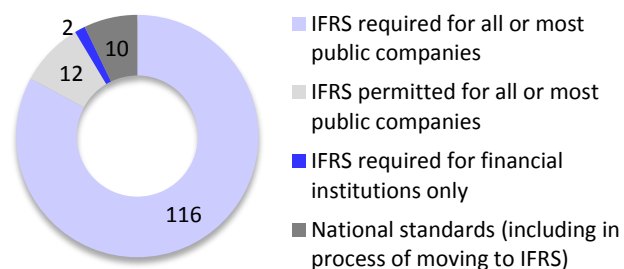 2
10
12
116
IFRS required for all or most
public companies
IFRS permitted for all or most
public companies
IFRS required for financial
institutions only
National standards (including in
process of moving to IFRS)